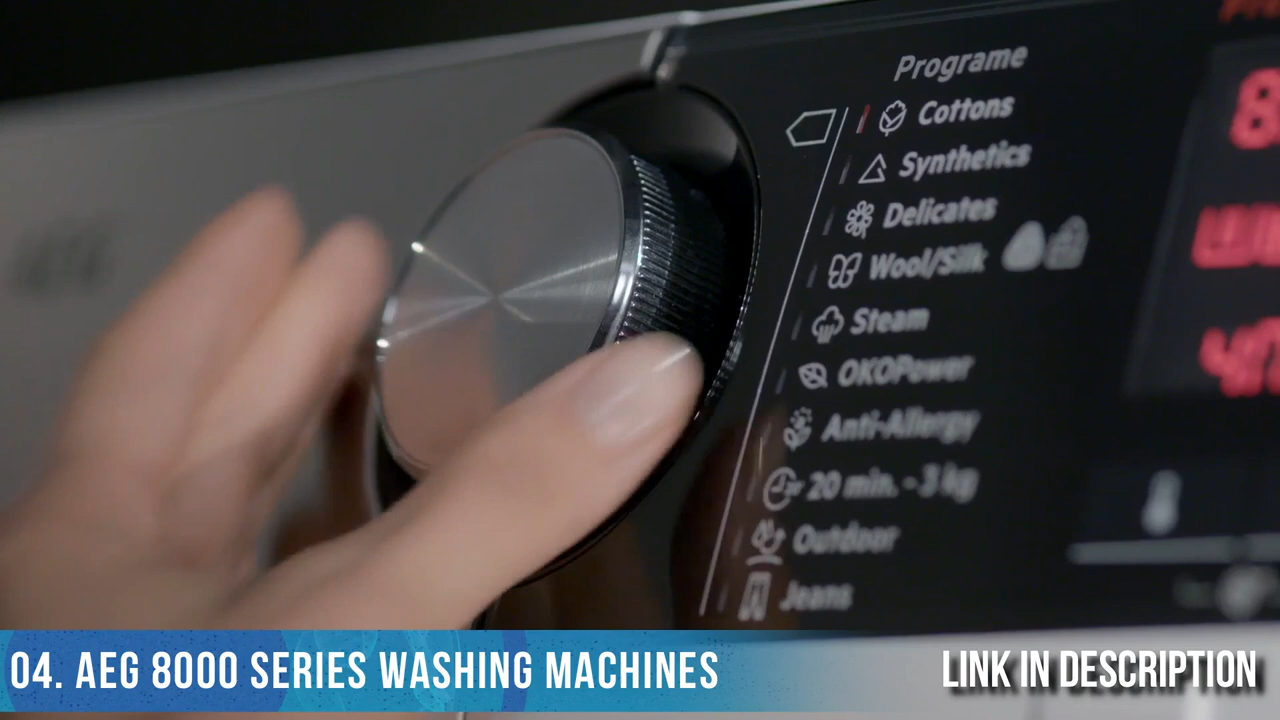 Programe
Cottons
Synthetics
Delicates
Wool/Silk
Steam
OKOPower
Anti-Allergy
20 min. - 3 kg
Outdoor
Jeans
04. AEG 8000 SERIES WASHING MACHINES
LINK IN DESCRIPTION